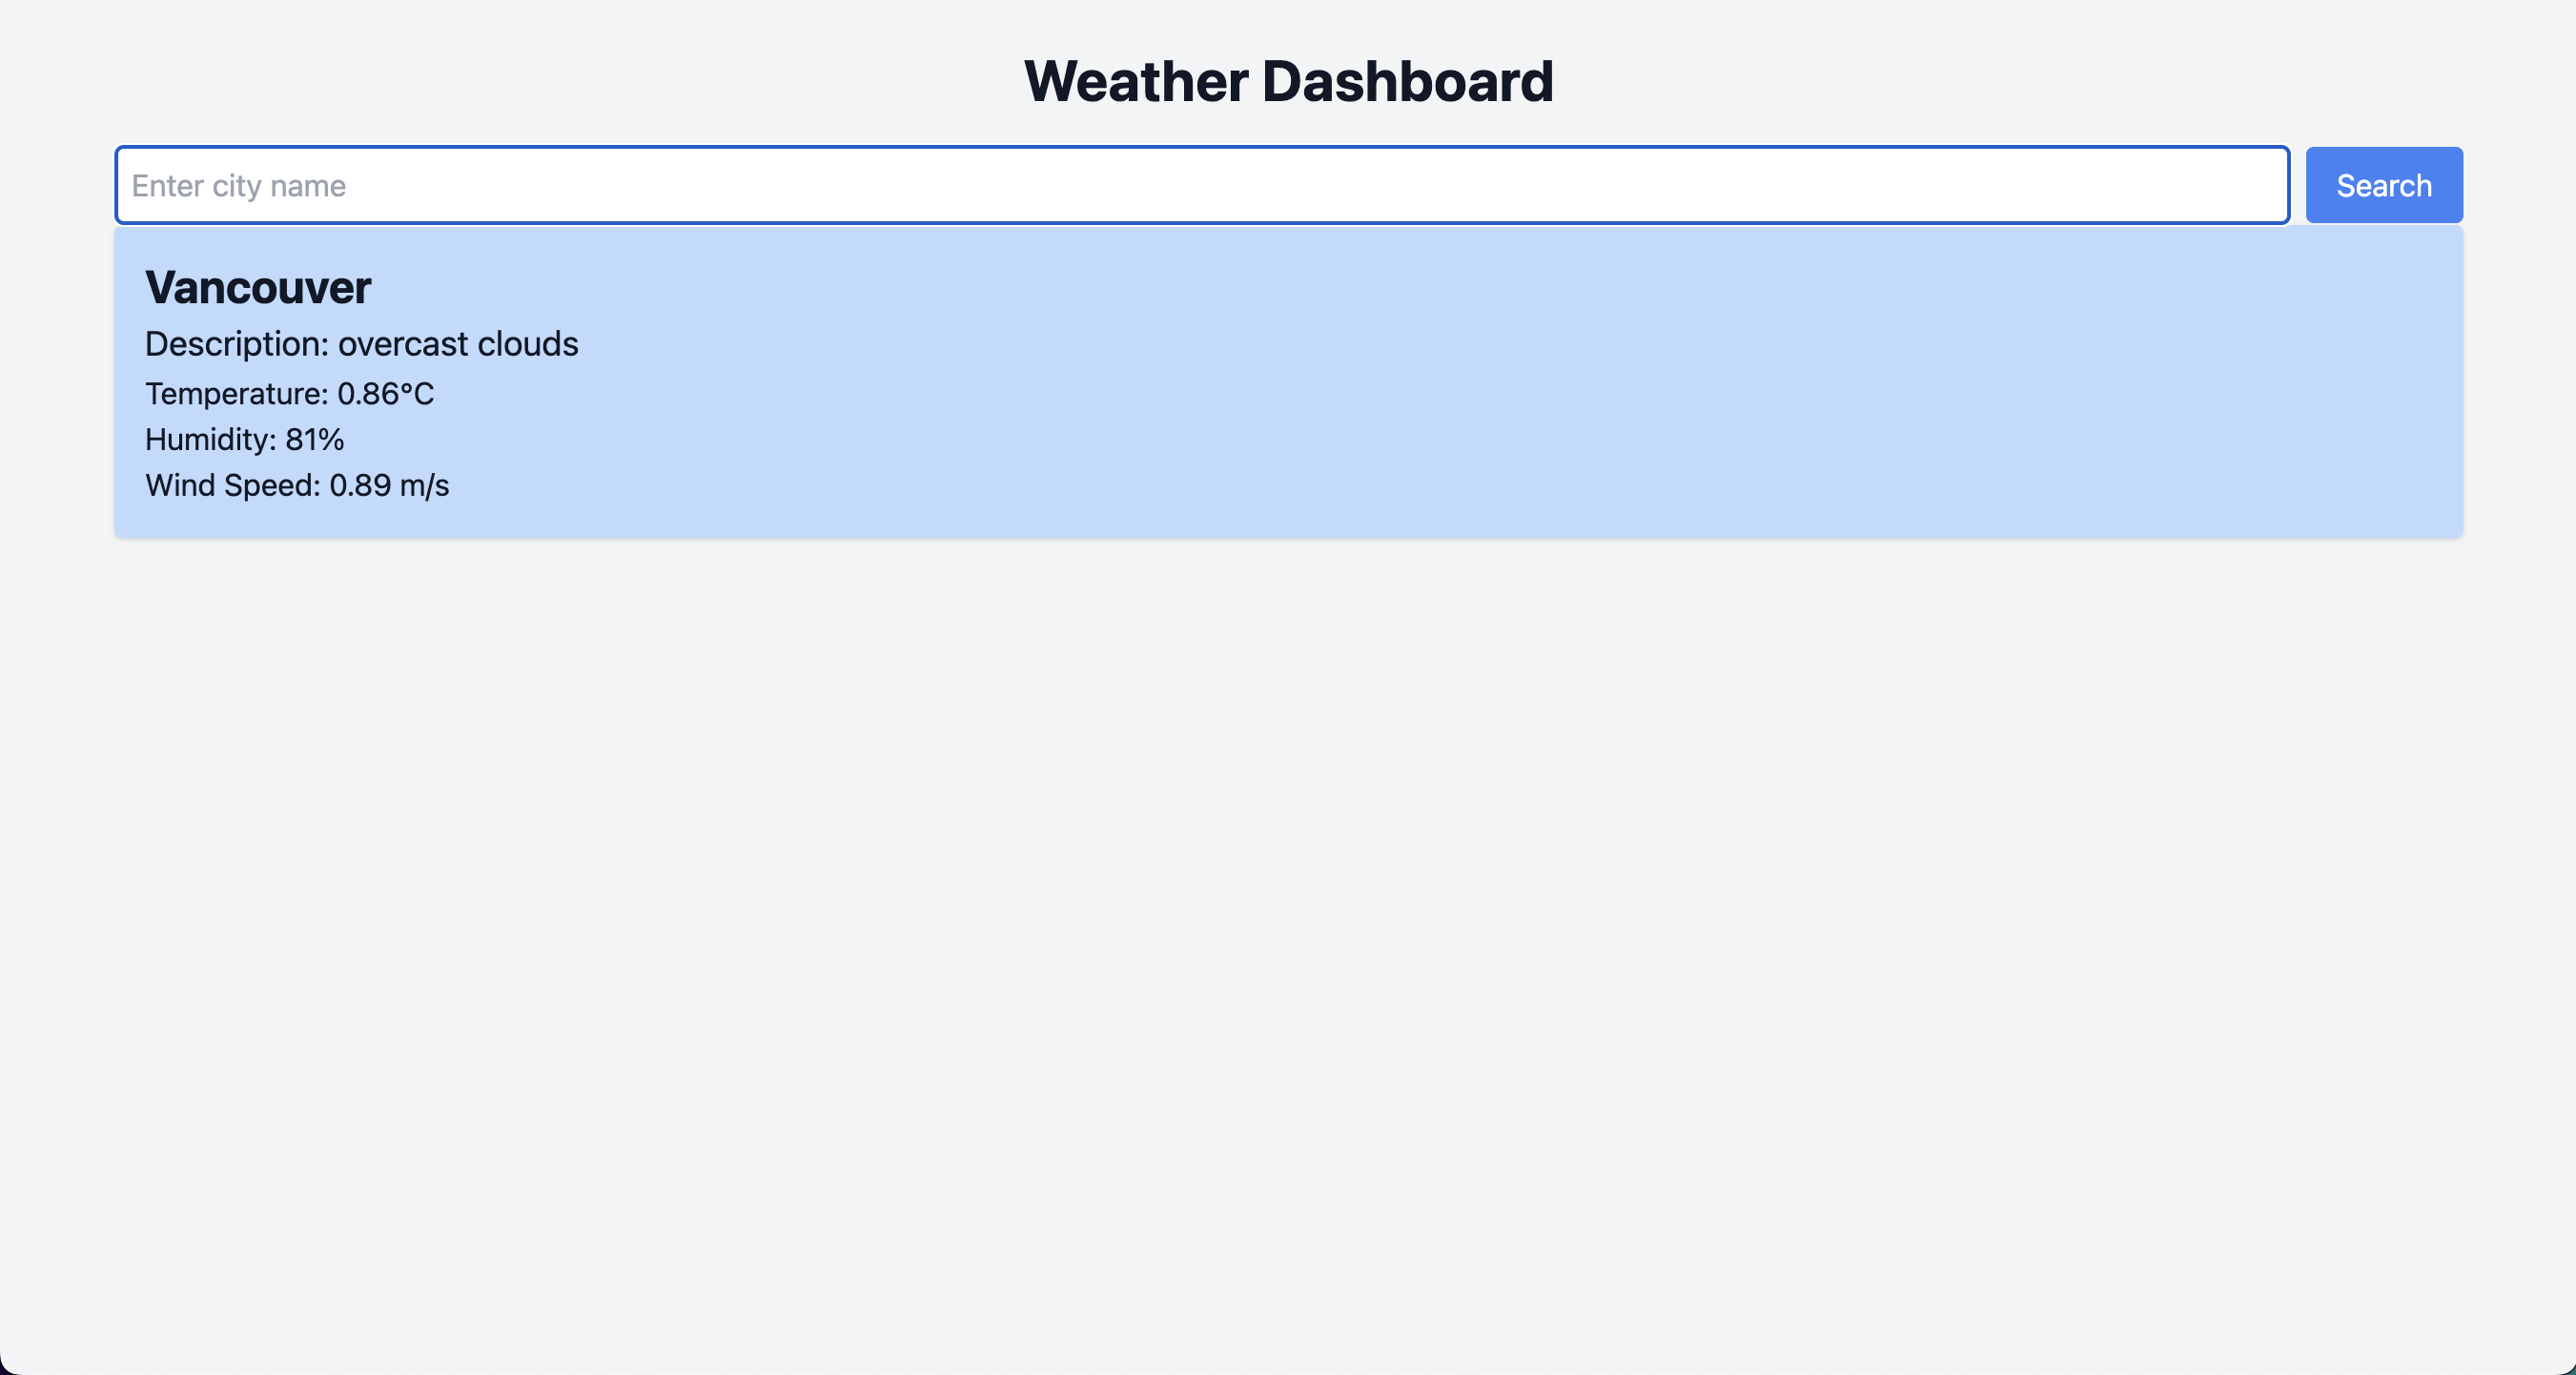 Weather Dashboard
Enter city name
Search
Vancouver
Description: overcast clouds
Temperature: 0.86°C
Humidity: 81%
Wind Speed: 0.89 m/s